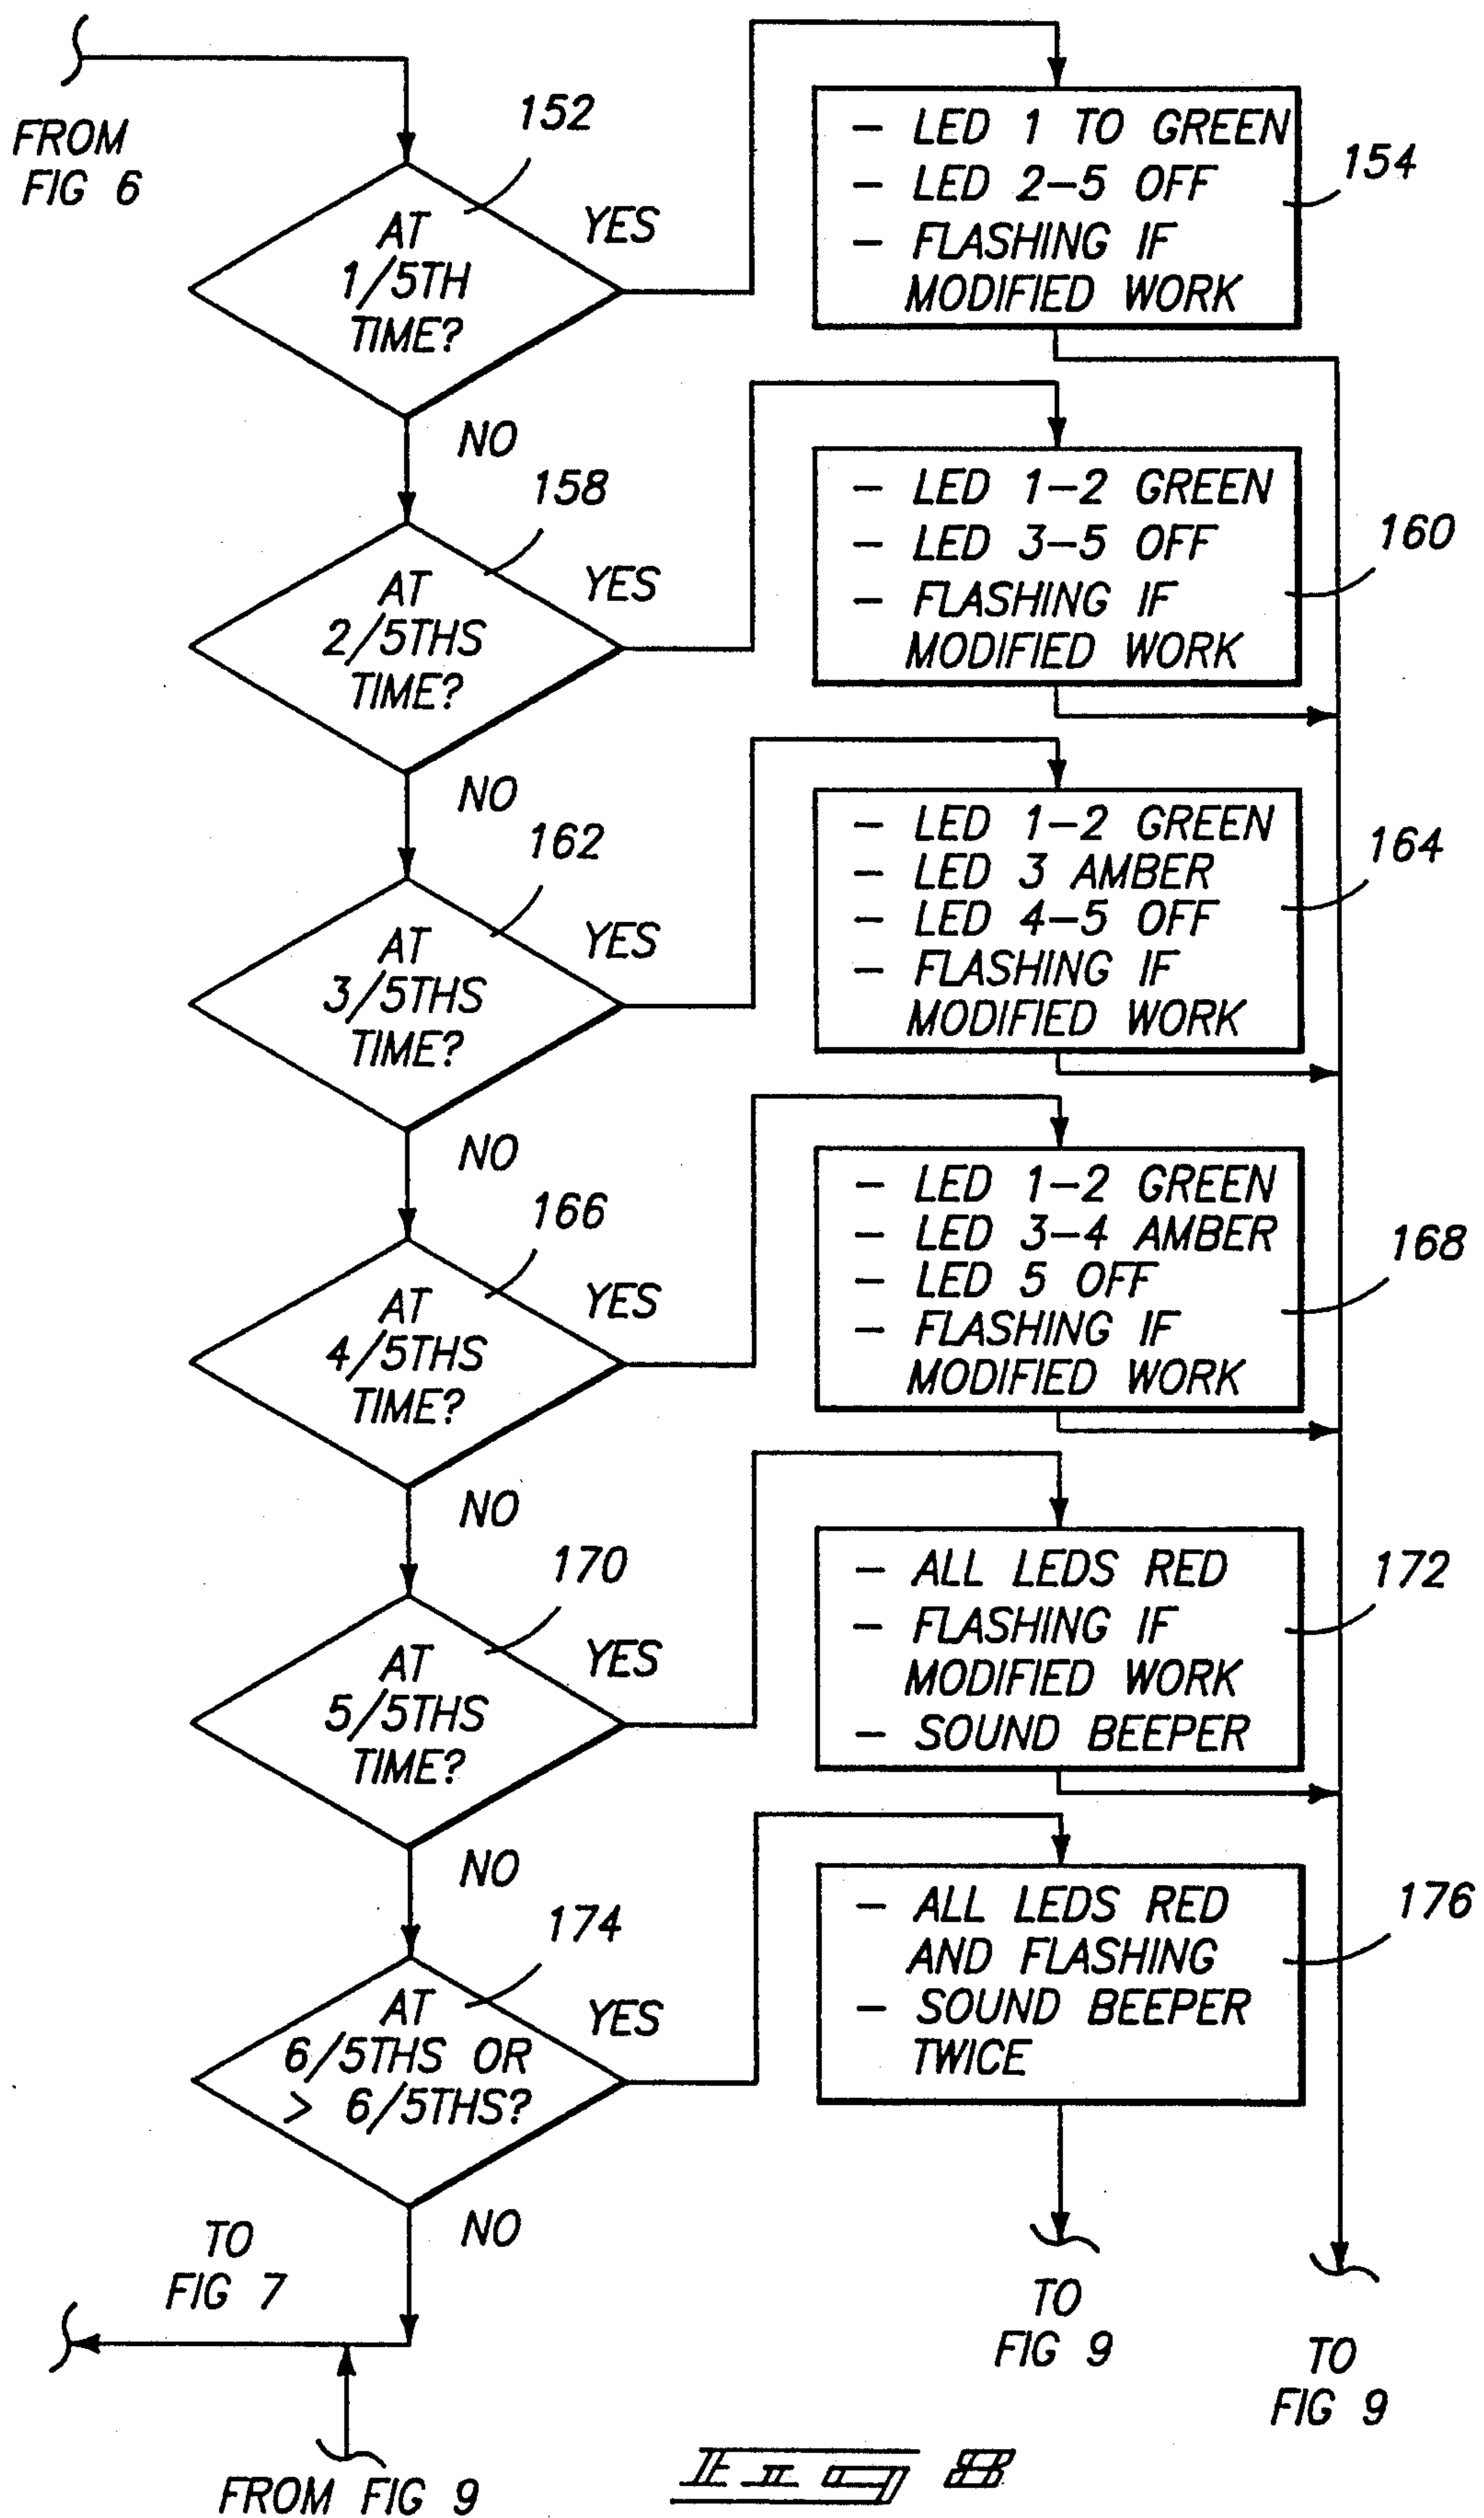 FROM
FIG 6
152
AT
1/5TH
TIME?
YES
NO
– LED 1 TO GREEN
– LED 2–5 OFF
– FLASHING IF
MODIFIED WORK
154
158
AT
2/5THS
TIME?
YES
NO
– LED 1–2 GREEN
– LED 3–5 OFF
– FLASHING IF
MODIFIED WORK
160
162
AT
3/5THS
TIME?
YES
NO
– LED 1–2 GREEN
– LED 3 AMBER
– LED 4–5 OFF
– FLASHING IF
MODIFIED WORK
164
166
AT
4/5THS
TIME?
YES
NO
– LED 1–2 GREEN
– LED 3–4 AMBER
– LED 5 OFF
– FLASHING IF
MODIFIED WORK
168
170
AT
5/5THS
TIME?
YES
NO
– ALL LEDS RED
– FLASHING IF
MODIFIED WORK
– SOUND BEEPER
172
174
AT
6/5THS OR
> 6/5THS?
YES
NO
– ALL LEDS RED
AND FLASHING
– SOUND BEEPER
TWICE
176
TO
FIG 7
FROM FIG 9
TO
FIG 9
TO
FIG 9
FIG 8